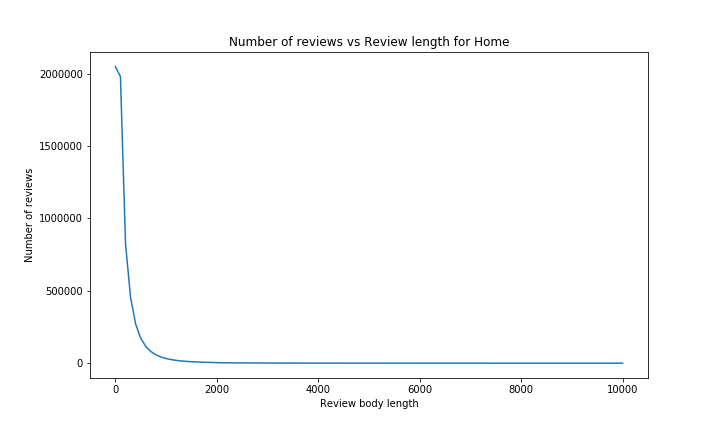 Number of reviews vs Review length for Home
2000000
1500000
1000000
500000
0
Number of reviews
0 2000 4000 6000 8000 10000
Review body length